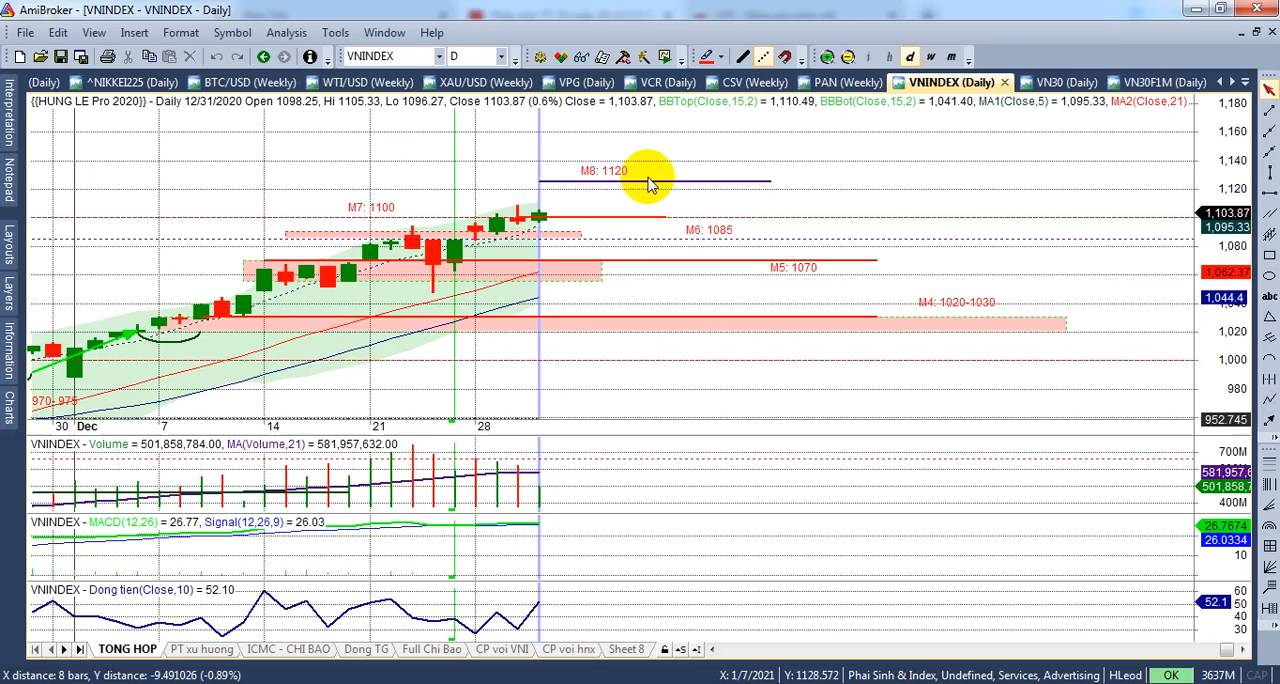 AmiBroker - [VNINDEX - VNINDEX - Daily]
File Edit View Insert Format Symbol Analysis Tools Window Help
VNINDEX D i h d w m
(Daily) ^NIKKEI225 (Daily) BTC/USD (Weekly) WTI/USD (Weekly) XAU/USD (Weekly) VPG (Daily) VCR (Daily) CSV (Weekly) PAN (Weekly) VNINDEX (Daily) VN30 (Daily) VN30F1M (Daily)
{{HUNG LE Pro 2020}} - Daily 12/31/2020 Open 1098.25, Hi 1105.33, Lo 1096.27, Close 1103.87 (0.6%) Close = 1,103.87, BBTop(Close,15,2) = 1,110.49, BBBot(Close,15,2) = 1,041.40, MA1(Close,5) = 1,095.33, MA2(Close,21)
1,180
1,160
1,140
M8: 1120
1,120
M7: 1100
1,103.87
1,095.33
M6: 1085
1,080
M5: 1070
1,062.37
1,044.4
M4: 1020-1030
1,020
1,000
980
970- 975
952.745
30 Dec 7 14 21 28
VNINDEX - Volume = 501,858,784.00, MA(Volume,21) = 581,957,632.00
700M
581,957,6
501,858,7
400M
VNINDEX - MACD(12,26) = 26.77, Signal(12,26,9) = 26.03
26.7674
26.0334
10
VNINDEX - Dong tien(Close,10) = 52.10
60
52.1
50
40
30
TONG HOP PT xu huong ICMC - CHI BAO Dong TG Full Chi Bao CP voi VNI CP voi hnx Sheet 8
X distance: 8 bars, Y distance: -9.491026 (-0.89%) X: 1/7/2021 Y: 1128.572 Phai Sinh & Index, Undefined, Services, Advertising HLeod OK 3637M CAP
Interpretation
Notepad
Layouts
Layers
Information
Charts
abc